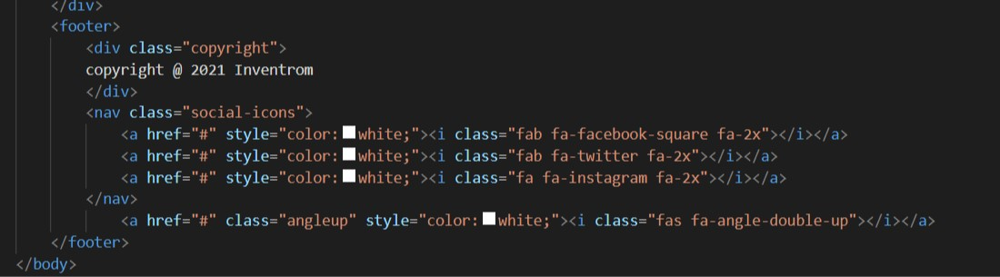 </div>
<footer>
<div class="copyright">
copyright @ 2021 Inventrom
</div>
<nav class="social-icons">
<a href="#" style="color:white;"><i class="fab fa-facebook-square fa-2x"></i></a>
<a href="#" style="color:white;"><i class="fab fa-twitter fa-2x"></i></a>
<a href="#" style="color:white;"><i class="fa fa-instagram fa-2x"></i></a>
</nav>
<a href="#" class="angleup" style="color:white;"><i class="fas fa-angle-double-up"></i></a>
</footer>
</body>